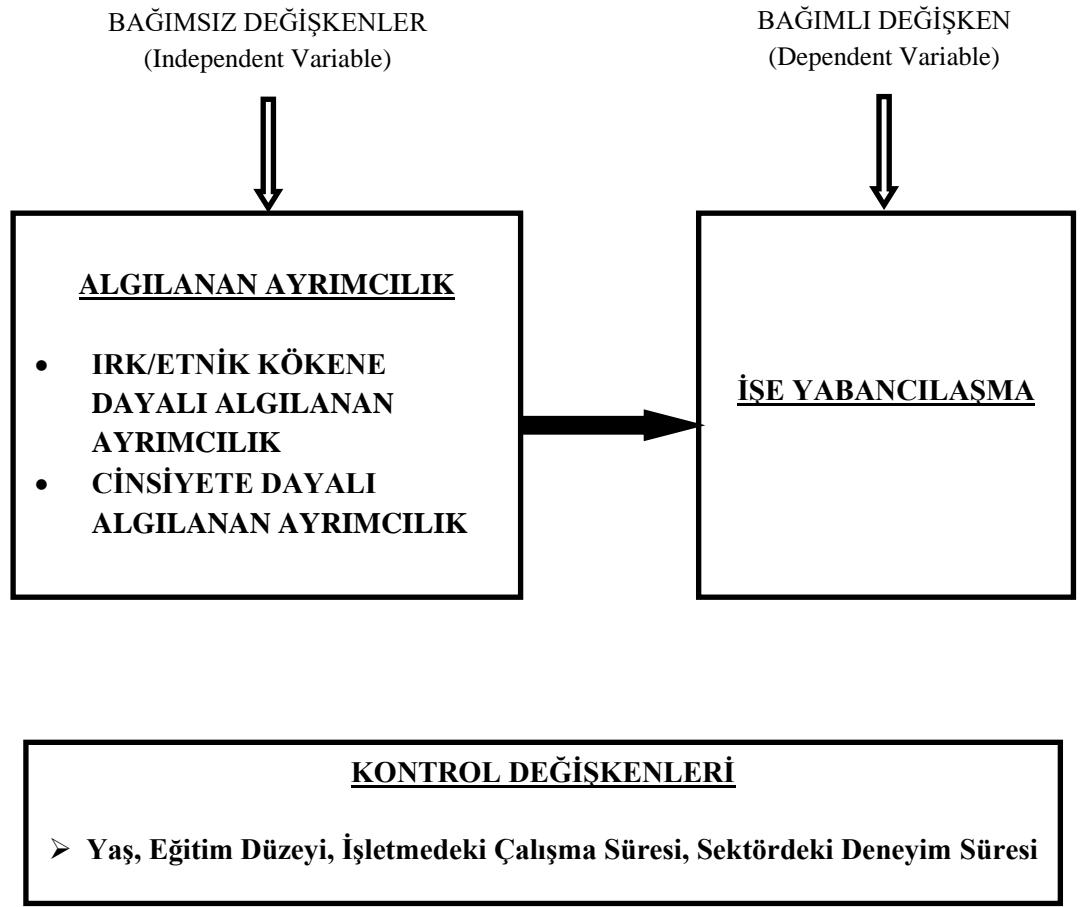 BAĞIMSIZ DEĞİŞKENLER
(Independent Variable)
BAĞIMLI DEĞİŞKEN
(Dependent Variable)
ALGILANAN AYRIMCILIK
• IRK/ETNİK KÖKENE
DAYALI ALGILANAN
AYRIMCILIK
• CİNSİYETE DAYALI
ALGILANAN AYRIMCILIK
İŞE YABANCILAŞMA
KONTROL DEĞİŞKENLERİ
➢ Yaş, Eğitim Düzeyi, İşletmedeki Çalışma Süresi, Sektördeki Deneyim Süresi